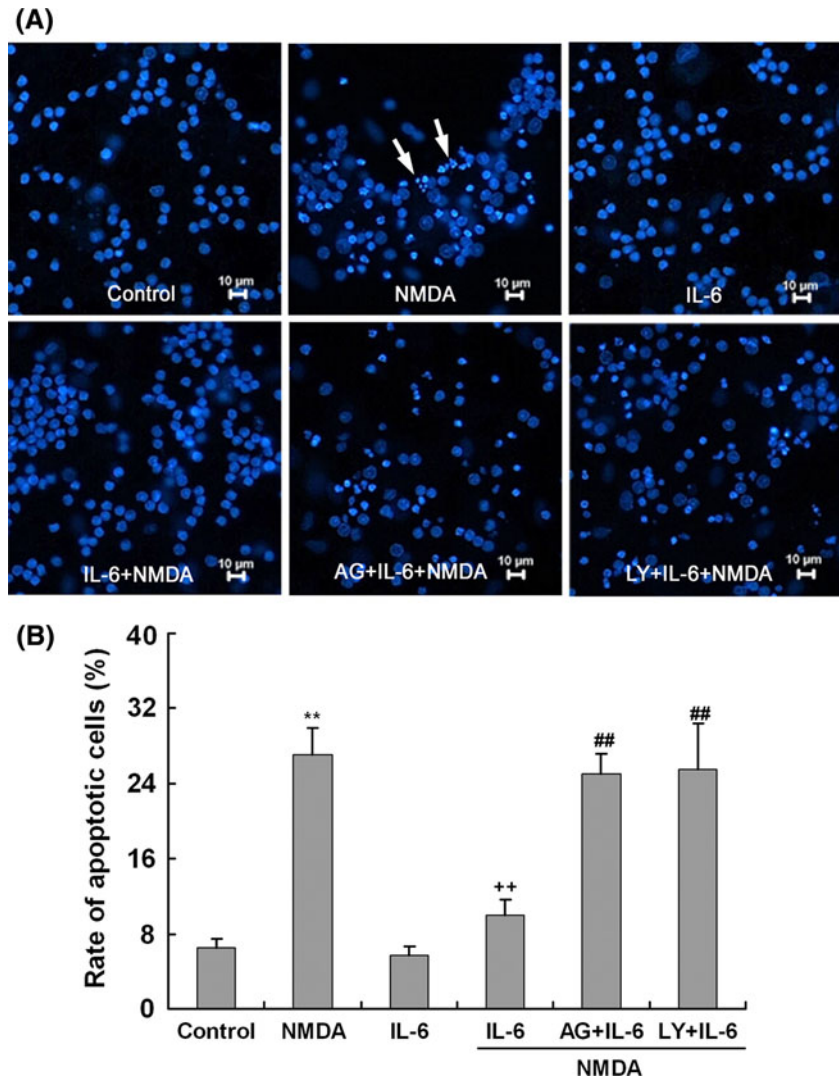 (A)
10 µm
Control
10 µm
NMDA
10 µm
IL-6
10 µm
IL-6+NMDA
10 µm
AG+IL-6+NMDA
10 µm
LY+IL-6+NMDA
(B)
Rate of apoptotic cells (%)
40
32
24
16
8
0
**
++
##
##
Control NMDA IL-6 IL-6 AG+IL-6 LY+IL-6
NMDA